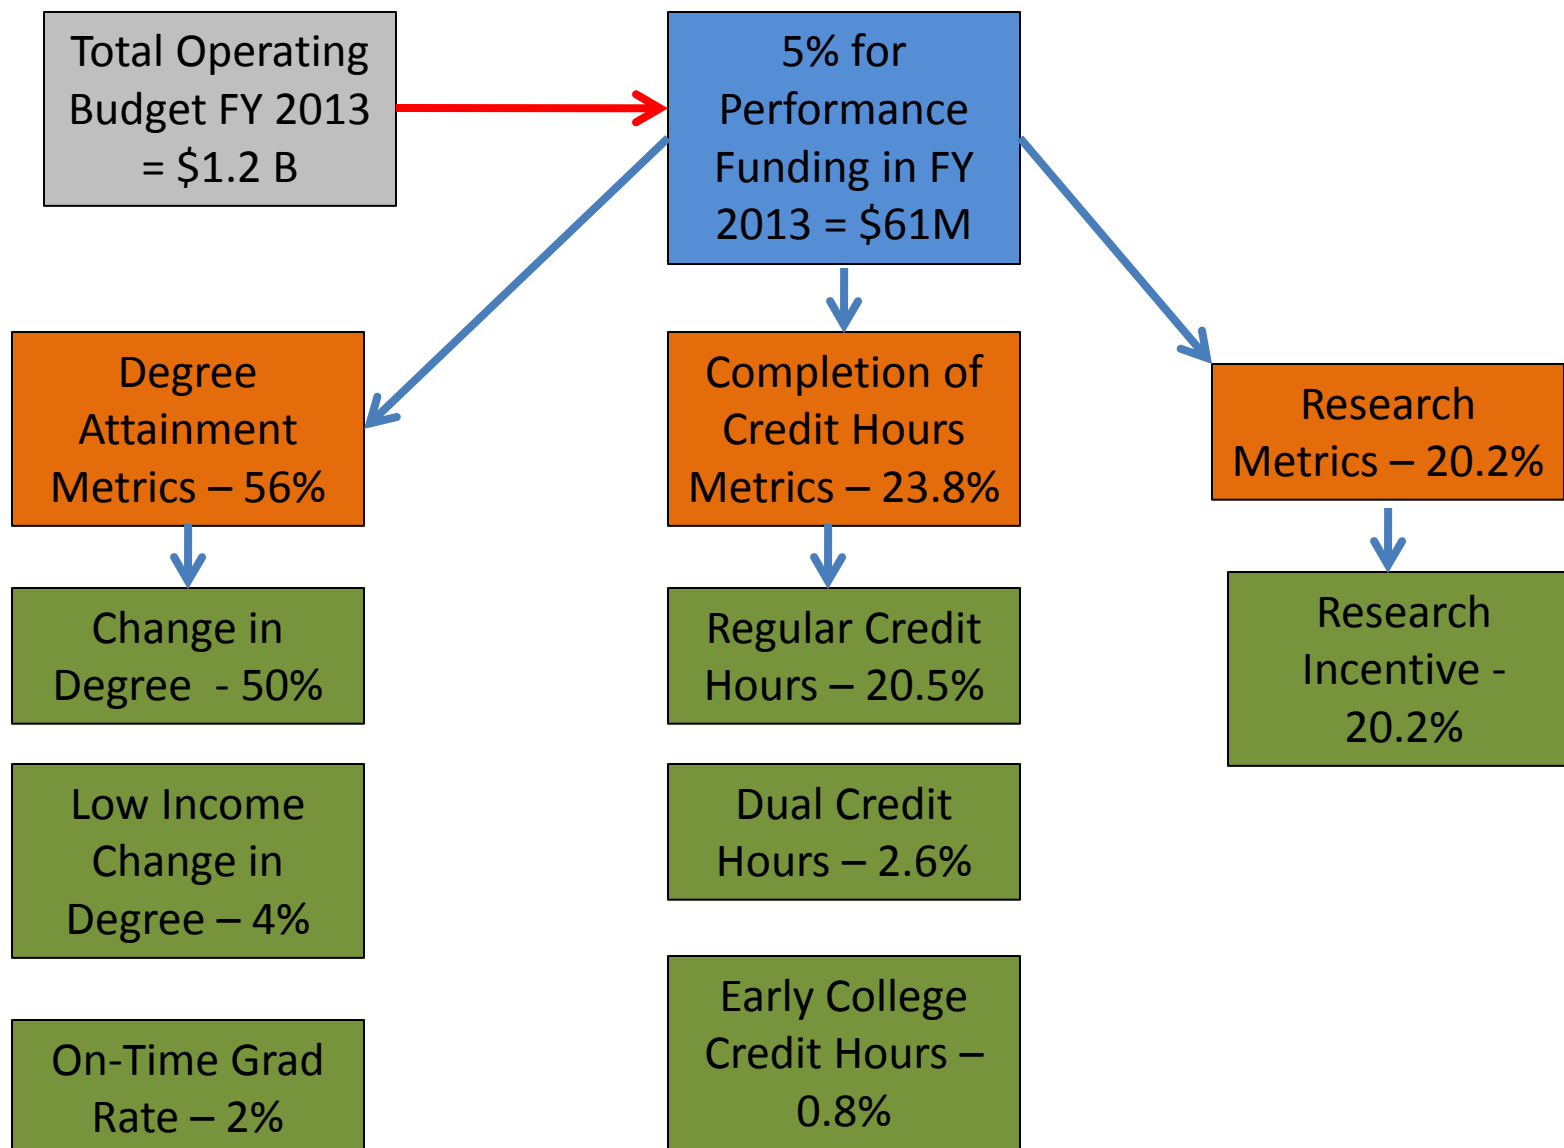 Total Operating
Budget FY 2013
= $1.2 B
5% for
Performance
Funding in FY
2013 = $61M
Degree
Attainment
Metrics – 56%
Completion of
Credit Hours
Metrics – 23.8%
Research
Metrics – 20.2%
Change in
Degree  - 50%
Regular Credit
Hours – 20.5%
Research
Incentive -
20.2%
Low Income
Change in
Degree – 4%
Dual Credit
Hours – 2.6%
On-Time Grad
Rate – 2%
Early College
Credit Hours –
0.8%